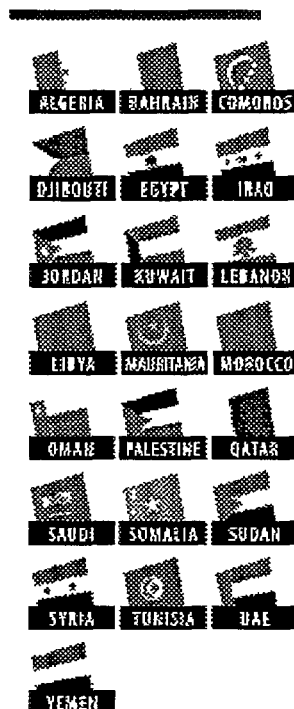 ALGERIA BAHRAIN COMOROS
DJIBOUTI EGYPT IRAQ
JORDAN KUWAIT LEBANON
LIBYA MAURITANIA MOROCCO
OMAN PALESTINE QATAR
SAUDI SOMALIA SUDAN
SYRIA TUNISIA UAE
YEMEN